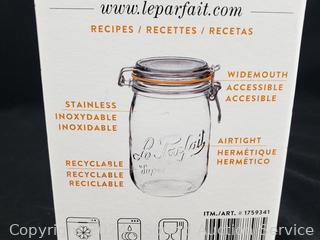 www.leparfait.com
RECIPES / RECETTES / RECETAS
WIDEMOUTH
ACCESSIBLE
ACCESIBLE
STAINLESS
INOXYDABLE
INOXIDABLE
Le Parfait
Super
AIRTIGHT
HERMÉTIQUE
HERMÉTICO
RECYCLABLE
RECYCLABLE
RECICLABLE
ITM./ART. # 1759341